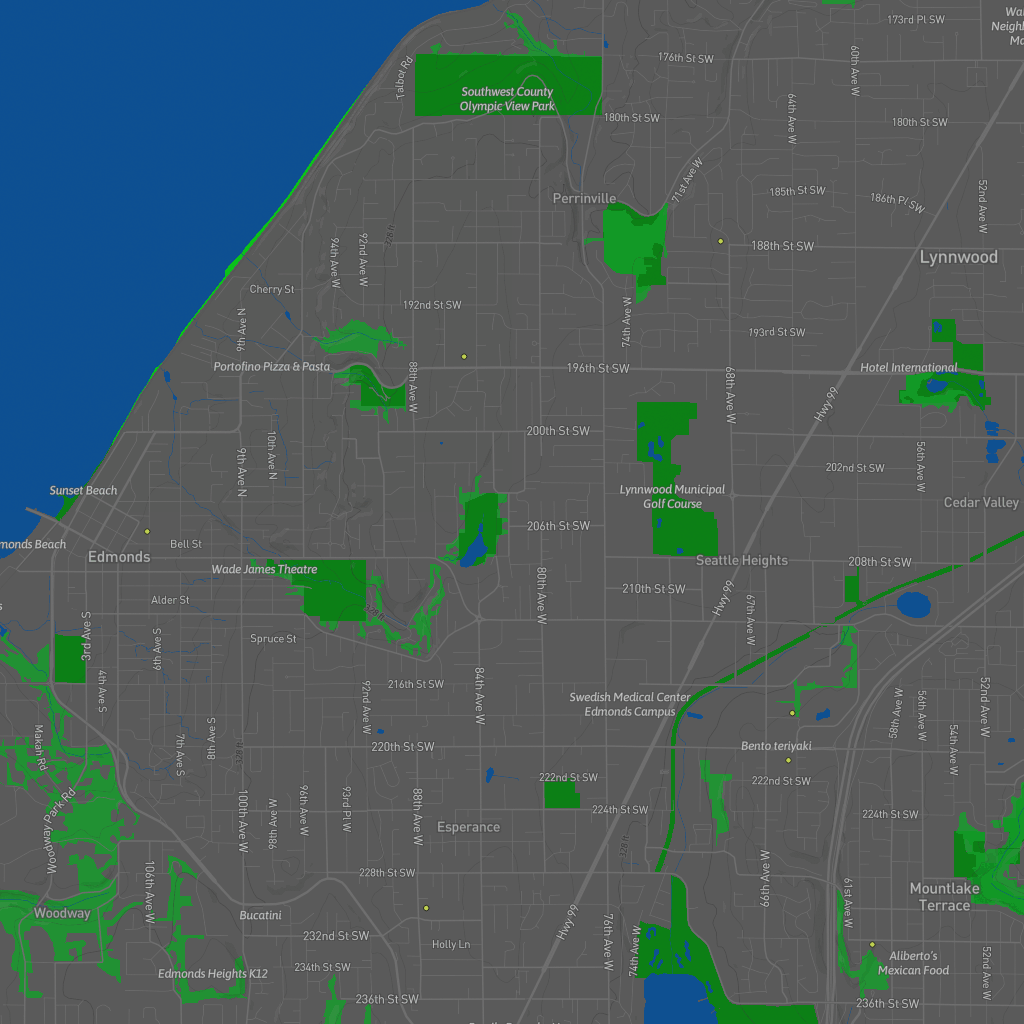 173rd Pl SW
176th St SW
60th Ave W
Talbot Rd
Southwest County
Olympic View Park
64th Ave W
180th St SW
180th St SW
71st Ave W
Perrinville
185th St SW
186th Pl SW
52nd Ave W
328 ft
94th Ave W
92nd Ave W
188th St SW
Lynnwood
Cherry St
192nd St SW
9th Ave N
74th Ave W
193rd St SW
Portofino Pizza & Pasta
88th Ave W
196th St SW
68th Ave W
Hotel International
Hwy 99
200th St SW
10th Ave N
9th Ave N
202nd St SW
56th Ave W
Sunset Beach
Lynnwood Municipal
Golf Course
Cedar Valley
206th St SW
monds Beach
Edmonds
Bell St
Wade James Theatre
Seattle Heights
208th St SW
80th Ave W
210th St SW
Hwy 99
67th Ave W
Alder St
328 ft
3rd Ave S
6th Ave S
Spruce St
4th Ave S
216th St SW
84th Ave W
92nd Ave W
Swedish Medical Center
Edmonds Campus
58th Ave W
56th Ave W
52nd Ave W
54th Ave W
Makah Rd
7th Ave S
8th Ave S
328 ft
220th St SW
Bento teriyaki
222nd St SW
222nd St SW
Woodway Park Rd
100th Ave W
98th Ave W
96th Ave W
93rd Pl W
88th Ave W
224th St SW
224th St SW
Esperance
328 ft
106th Ave W
228th St SW
66th Ave W
61st Ave W
Mountlake
Terrace
Woodway
Bucatini
232nd St SW
Holly Ln
Hwy 99
76th Ave W
74th Ave W
52nd Ave W
Aliberto's
Mexican Food
Edmonds Heights K12
234th St SW
236th St SW
236th St SW